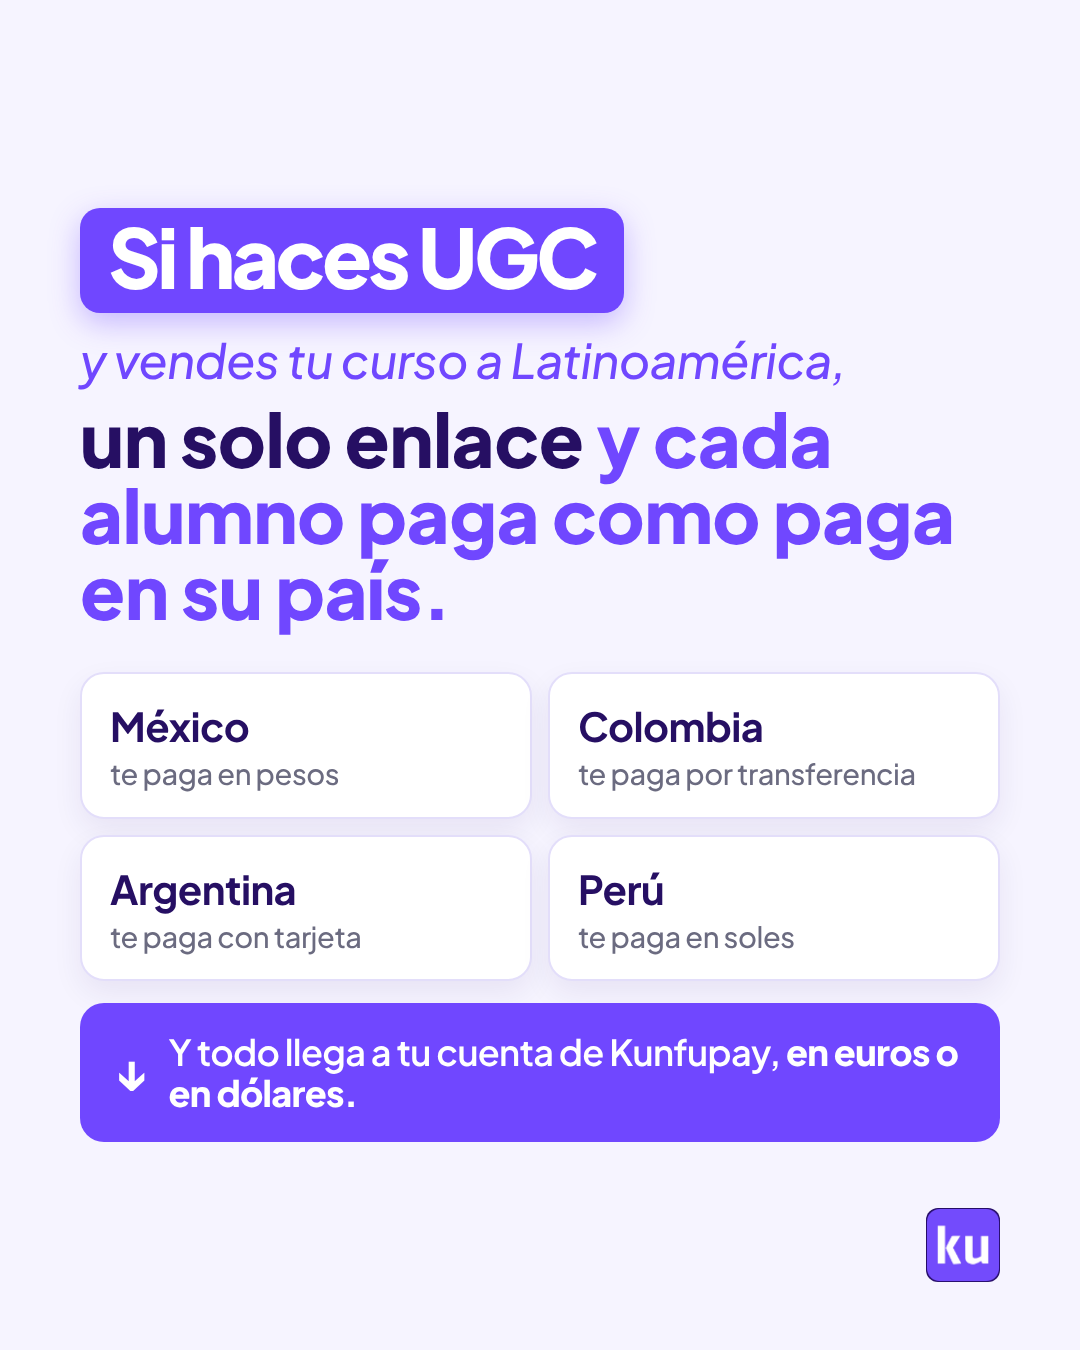 Si haces UGC
y vendes tu curso a Latinoamérica,
un solo enlace y cada
alumno paga como paga
en su país.
México
te paga en pesos
Colombia
te paga por transferencia
Argentina
te paga con tarjeta
Perú
te paga en soles
Y todo llega a tu cuenta de Kunfupay, en euros o
en dólares.
ku